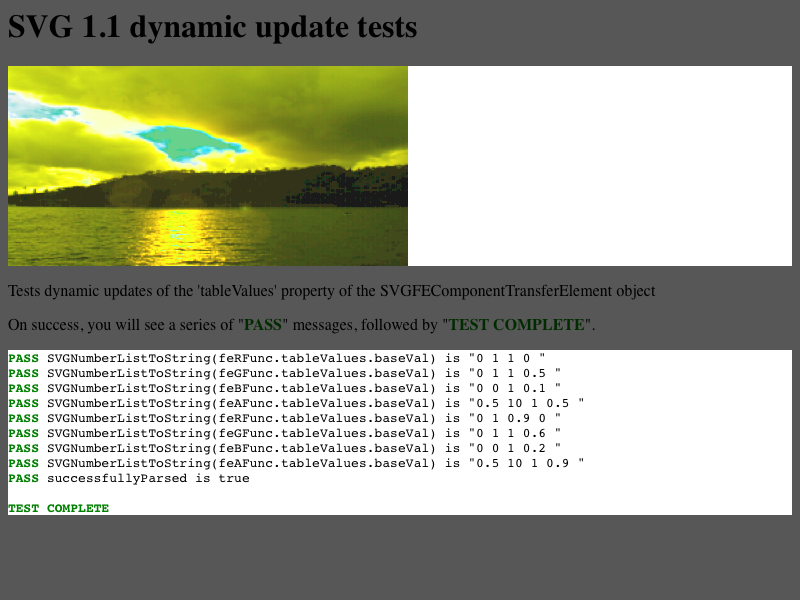 SVG 1.1 dynamic update tests
Tests dynamic updates of the 'tableValues' property of the SVGFEComponentTransferElement object
On success, you will see a series of "PASS" messages, followed by "TEST COMPLETE".
PASS SVGNumberListToString(feRFunc.tableValues.baseVal) is "0 1 1 0 "
PASS SVGNumberListToString(feGFunc.tableValues.baseVal) is "0 1 1 0.5 "
PASS SVGNumberListToString(feBFunc.tableValues.baseVal) is "0 0 1 0.1 "
PASS SVGNumberListToString(feAFunc.tableValues.baseVal) is "0.5 10 1 0.5 "
PASS SVGNumberListToString(feRFunc.tableValues.baseVal) is "0 1 0.9 0 "
PASS SVGNumberListToString(feGFunc.tableValues.baseVal) is "0 1 1 0.6 "
PASS SVGNumberListToString(feBFunc.tableValues.baseVal) is "0 0 1 0.2 "
PASS SVGNumberListToString(feAFunc.tableValues.baseVal) is "0.5 10 1 0.9 "
PASS successfullyParsed is true
TEST COMPLETE